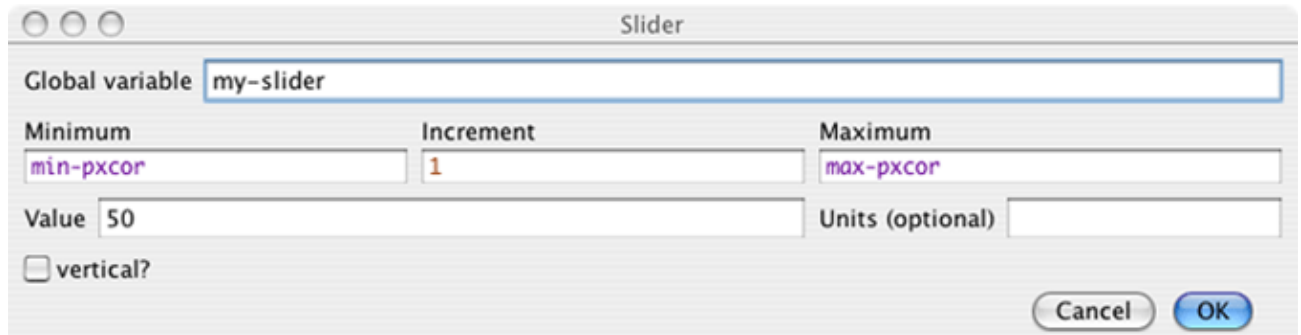 Slider
Global variable my-slider
Minimum Increment Maximum
min-pxcor 1 max-pxcor
Value 50 Units (optional)
vertical?
Cancel OK